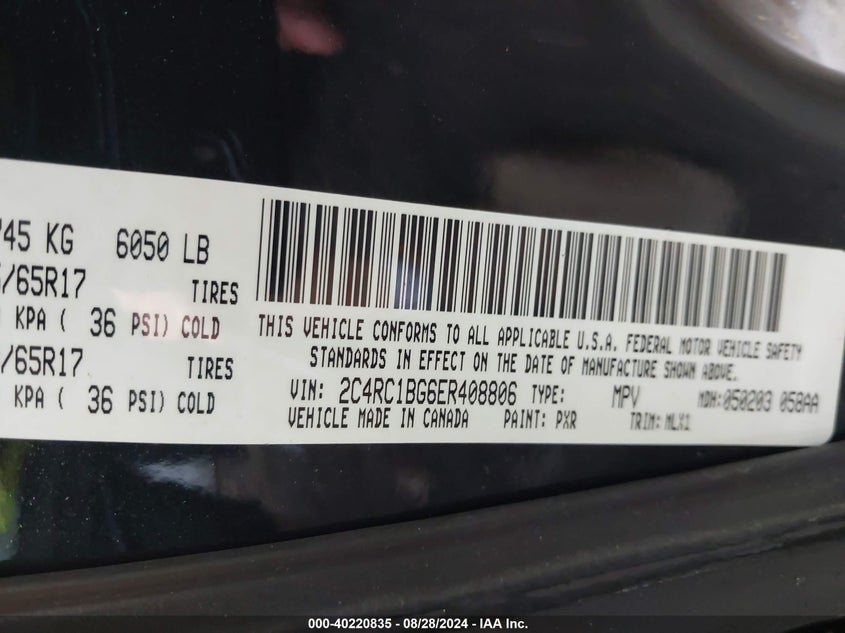 745 KG 6050 LB
/65R17 TIRES
KPA ( 36 PSI) COLD
/65R17 TIRES
KPA ( 36 PSI) COLD
THIS VEHICLE CONFORMS TO ALL APPLICABLE U.S.A. FEDERAL MOTOR VEHICLE SAFETY
STANDARDS IN EFFECT ON THE DATE OF MANUFACTURE SHOWN ABOVE.
VIN: 2C4RC1BG6ER408806 TYPE: MPV MDH:050203 058AA
VEHICLE MADE IN CANADA PAINT: PXR TRIM: MLX1
000-40220835 - 08/28/2024 - IAA Inc.